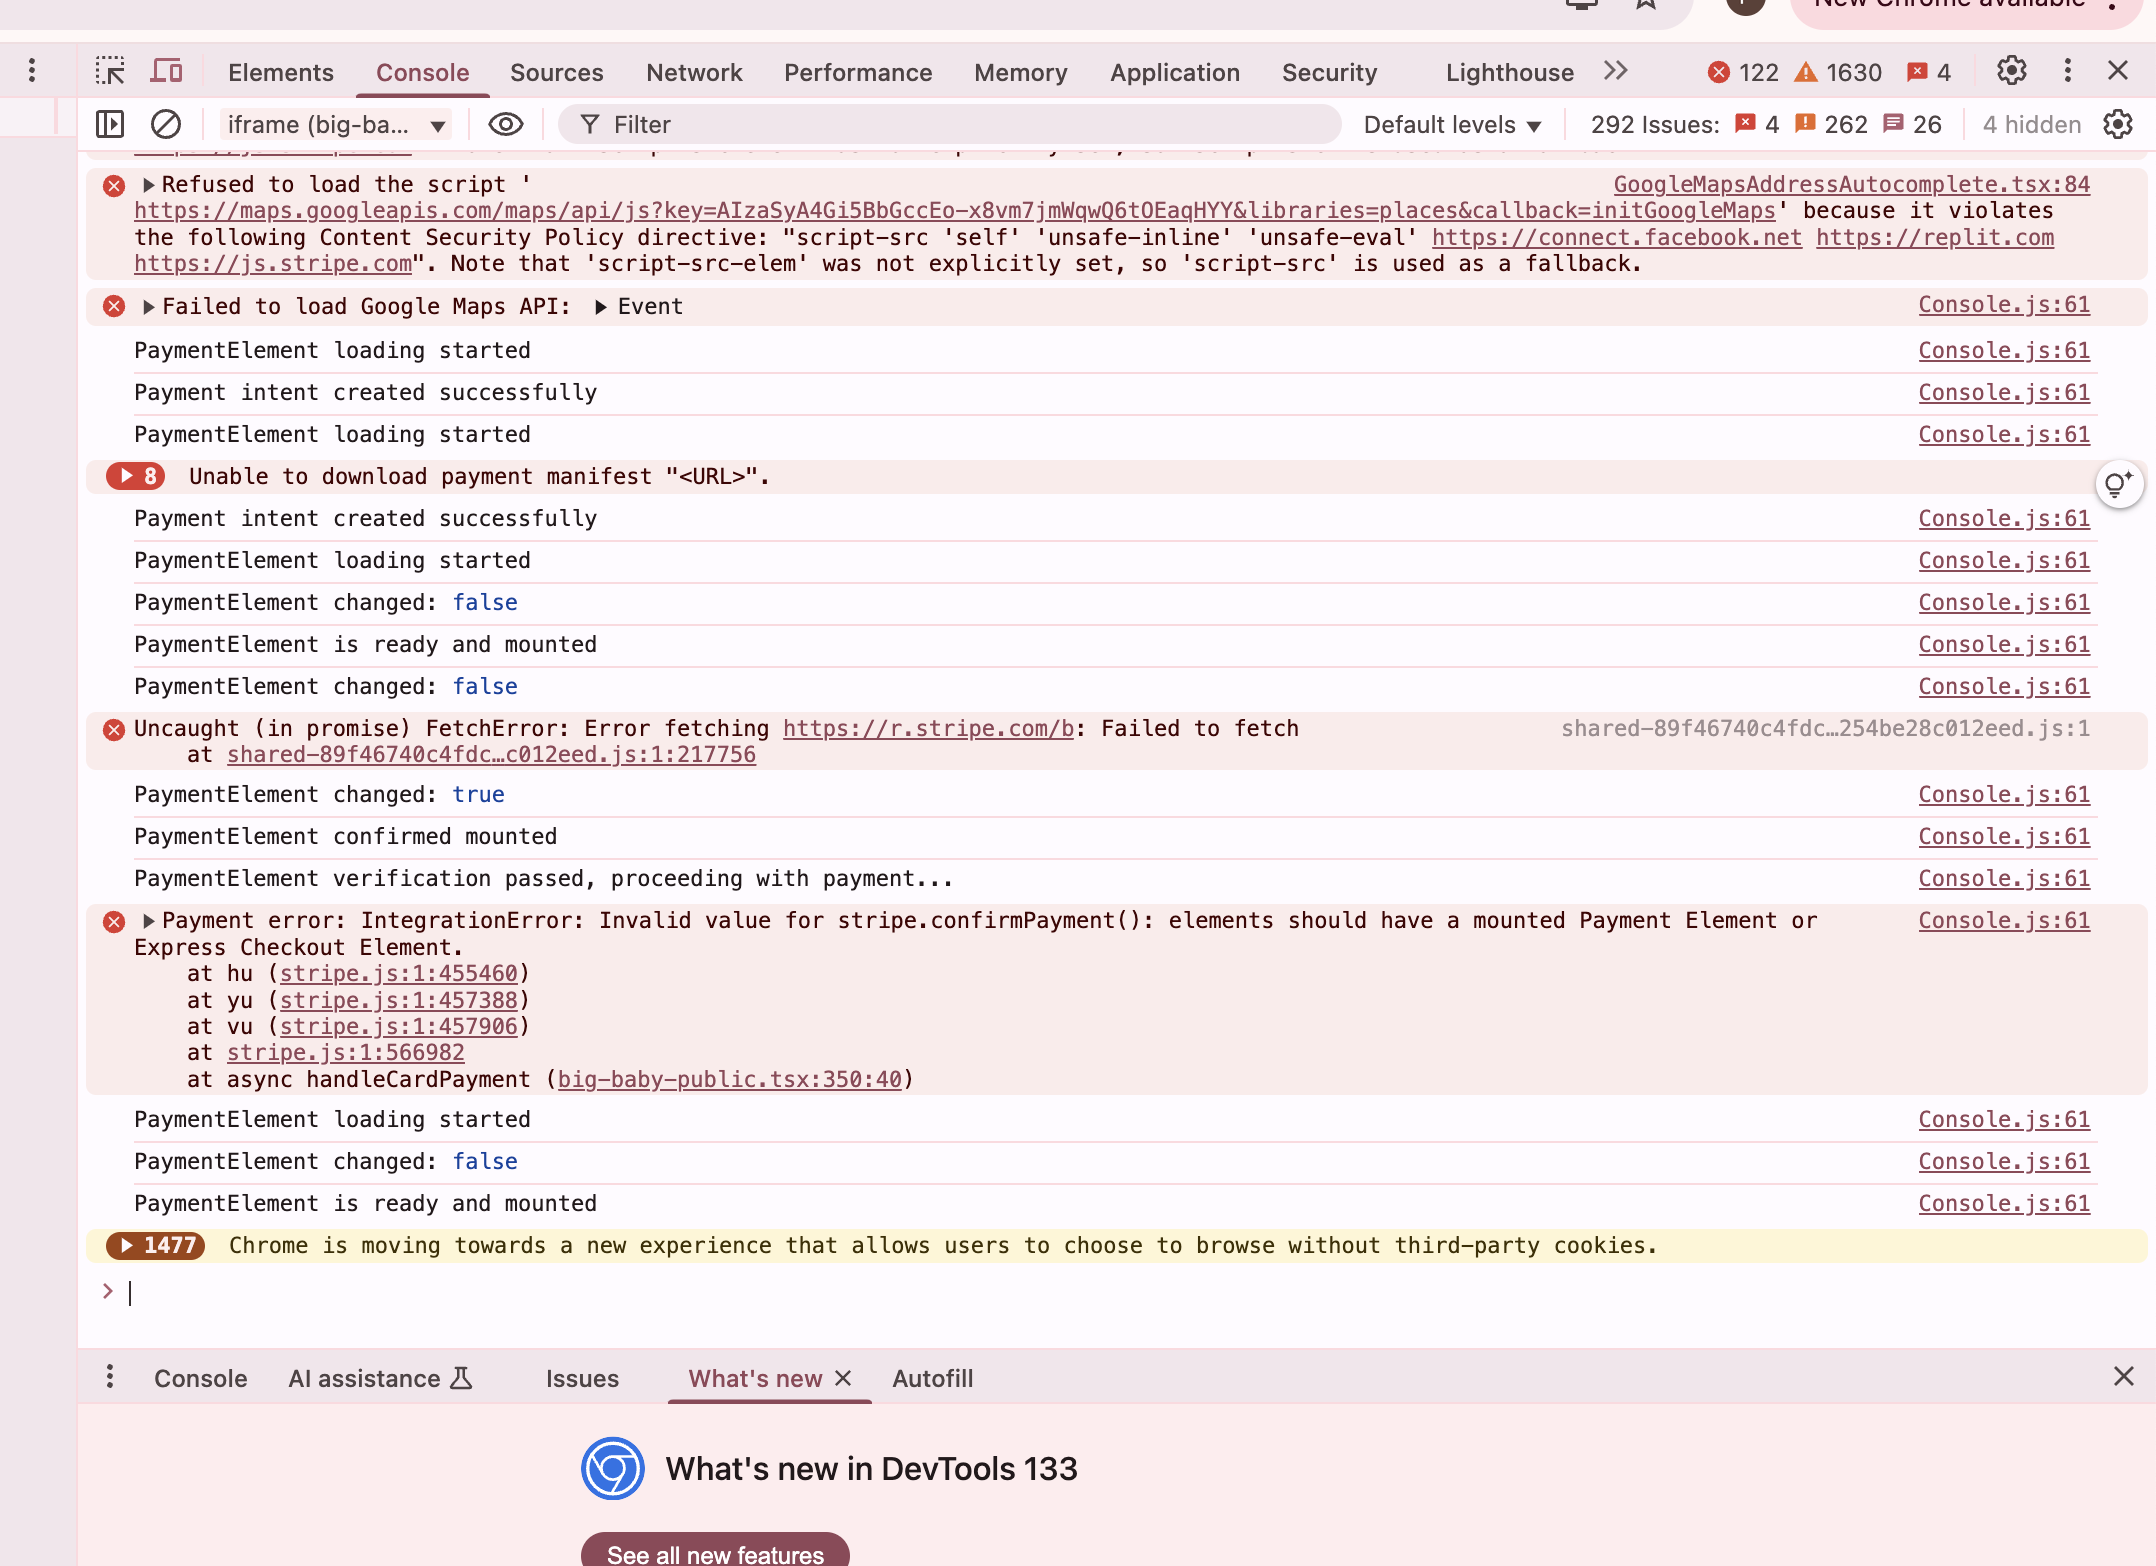 New Chrome available
Elements Console Sources Network Performance Memory Application Security Lighthouse 122 1630 4
iframe (big-ba... Filter Default levels 292 Issues: 4 262 26 4 hidden
Refused to load the script ' GoogleMapsAddressAutocomplete.tsx:84
https://maps.googleapis.com/maps/api/js?key=AIzaSyA4Gi5BbGccEo-x8vm7jmWqwQ6tOEaqHYY&libraries=places&callback=initGoogleMaps' because it violates
the following Content Security Policy directive: "script-src 'self' 'unsafe-inline' 'unsafe-eval' https://connect.facebook.net https://replit.com
https://js.stripe.com". Note that 'script-src-elem' was not explicitly set, so 'script-src' is used as a fallback.
Failed to load Google Maps API: Event Console.js:61
PaymentElement loading started Console.js:61
Payment intent created successfully Console.js:61
PaymentElement loading started Console.js:61
8 Unable to download payment manifest "<URL>".
Payment intent created successfully Console.js:61
PaymentElement loading started Console.js:61
PaymentElement changed: false Console.js:61
PaymentElement is ready and mounted Console.js:61
PaymentElement changed: false Console.js:61
Uncaught (in promise) FetchError: Error fetching https://r.stripe.com/b: Failed to fetch shared-89f46740c4fdc…254be28c012eed.js:1
at shared-89f46740c4fdc…c012eed.js:1:217756
PaymentElement changed: true Console.js:61
PaymentElement confirmed mounted Console.js:61
PaymentElement verification passed, proceeding with payment... Console.js:61
Payment error: IntegrationError: Invalid value for stripe.confirmPayment(): elements should have a mounted Payment Element or Console.js:61
Express Checkout Element.
at hu (stripe.js:1:455460)
at yu (stripe.js:1:457388)
at vu (stripe.js:1:457906)
at stripe.js:1:566982
at async handleCardPayment (big-baby-public.tsx:350:40)
PaymentElement loading started Console.js:61
PaymentElement changed: false Console.js:61
PaymentElement is ready and mounted Console.js:61
1477 Chrome is moving towards a new experience that allows users to choose to browse without third-party cookies.
>
Console AI assistance Issues What's new Autofill
What's new in DevTools 133
See all new features